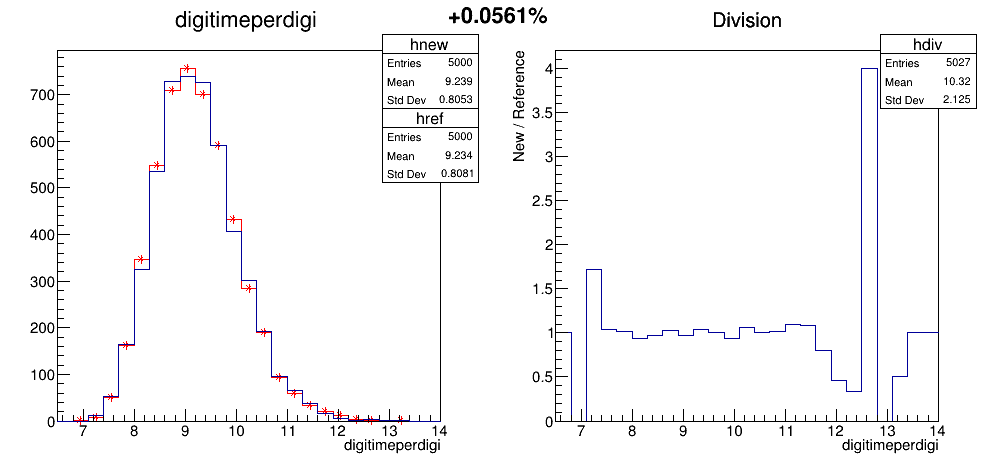 digitimeperdigi
+0.0561%
Division
hnew
Entries 5000
Mean 9.239
Std Dev 0.8053
href
Entries 5000
Mean 9.234
Std Dev 0.8081
700
600
500
400
300
200
100
0
7 8 9 10 11 12 13 14
digitimeperdigi
hdiv
Entries 5027
Mean 10.32
Std Dev 2.125
New / Reference
4
3.5
3
2.5
2
1.5
1
0.5
0
7 8 9 10 11 12 13 14
digitimeperdigi